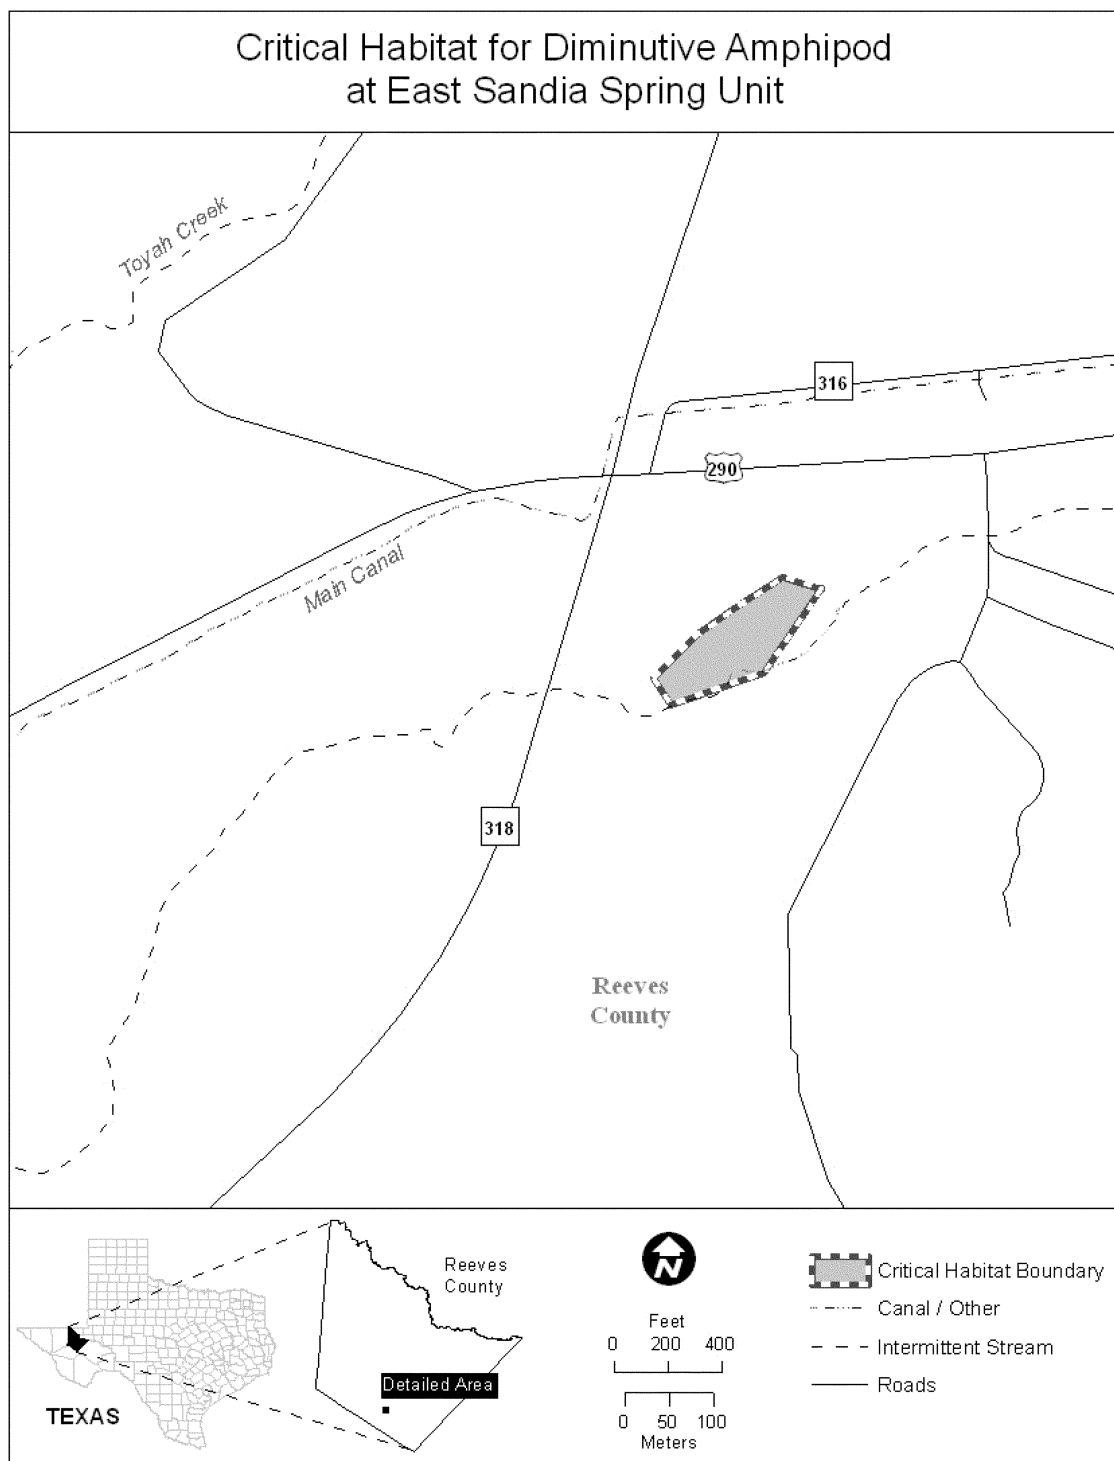 Critical Habitat for Diminutive Amphipod
at East Sandia Spring Unit
Toyah Creek
316
290
Main Canal
318
Reeves
County
Reeves
County
Detailed Area
TEXAS
N
Feet
0 200 400
0 50 100
Meters
Critical Habitat Boundary
Canal / Other
Intermittent Stream
Roads